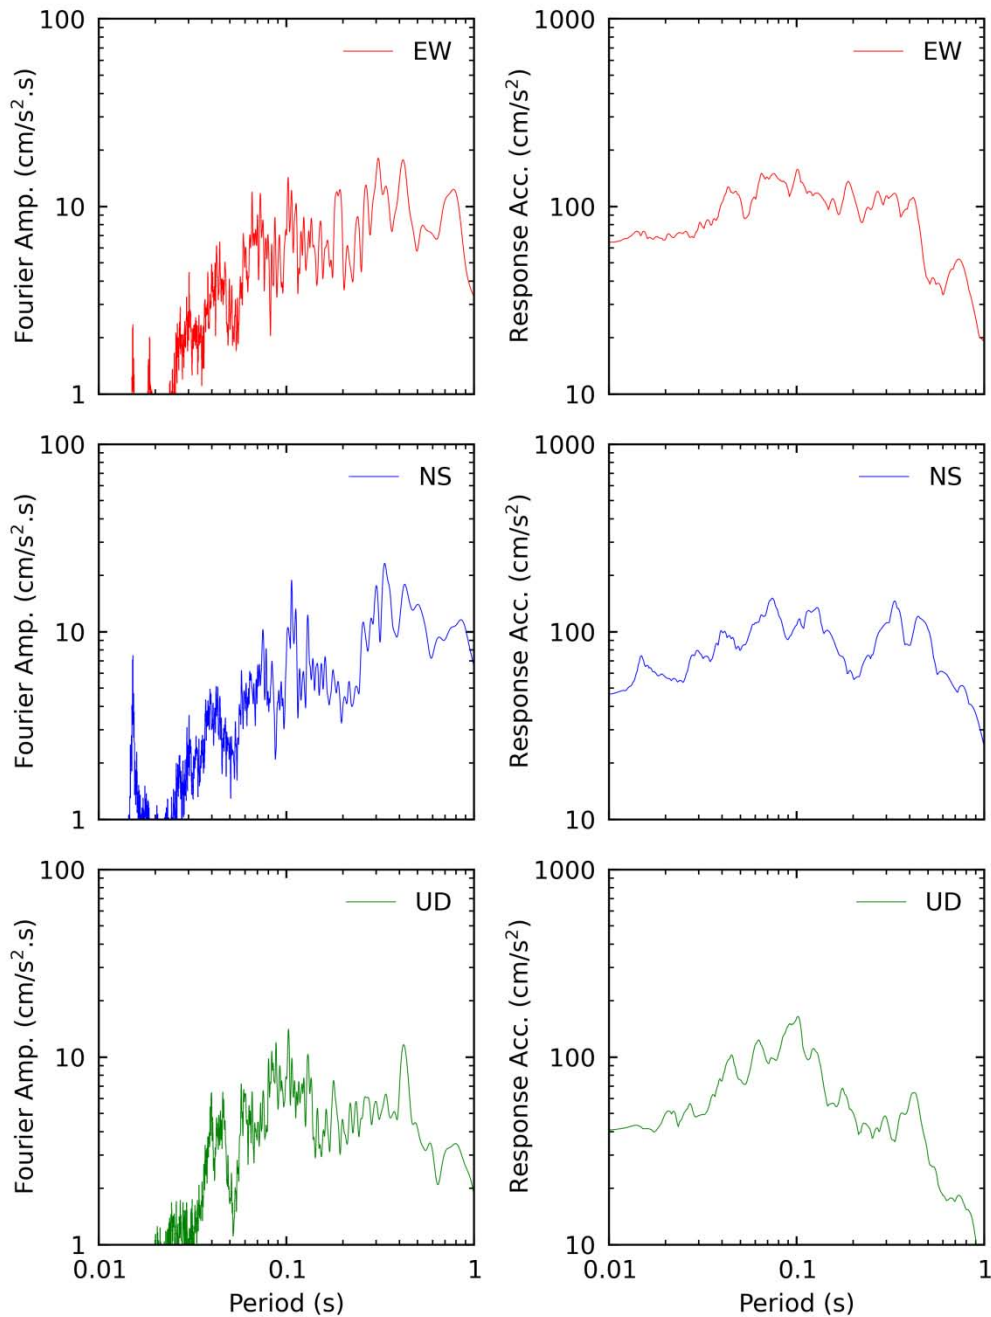 100
10
1
Fourier Amp. (cm/s².s)
EW
1000
100
10
Response Acc. (cm/s²)
EW
100
10
1
Fourier Amp. (cm/s².s)
NS
1000
100
10
Response Acc. (cm/s²)
NS
100
10
1
Fourier Amp. (cm/s².s)
UD
0.01 0.1 1
Period (s)
1000
100
10
Response Acc. (cm/s²)
UD
0.01 0.1 1
Period (s)